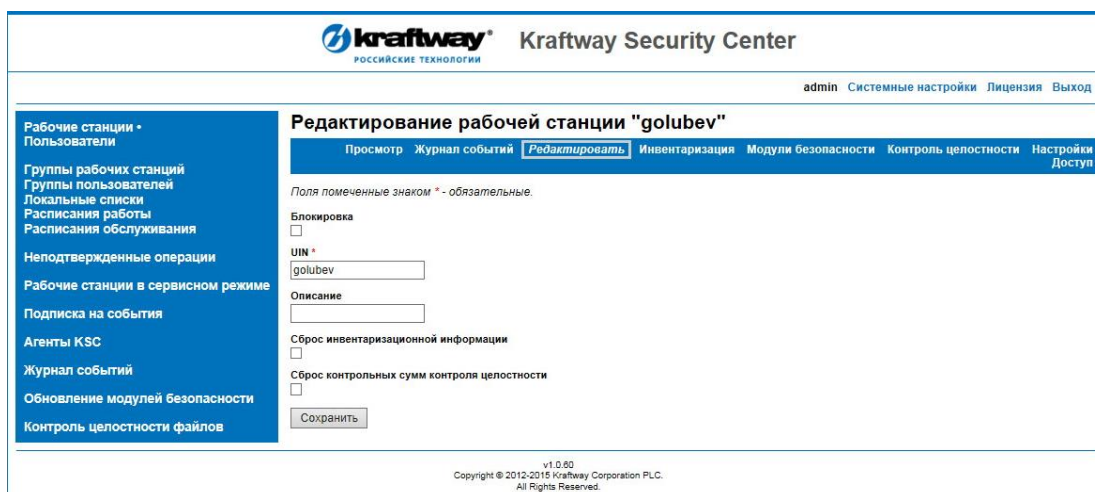 kraftway®
РОССИЙСКИЕ ТЕХНОЛОГИИ
Kraftway Security Center
admin Системные настройки Лицензия Выход
Рабочие станции •
Пользователи
Группы рабочих станций
Группы пользователей
Локальные списки
Расписания работы
Расписания обслуживания
Неподтвержденные операции
Рабочие станции в сервисном режиме
Подписка на события
Агенты KSC
Журнал событий
Обновление модулей безопасности
Контроль целостности файлов
Редактирование рабочей станции "golubev"
Просмотр Журнал событий Редактировать Инвентаризация Модули безопасности Контроль целостности Настройки
Доступ
Поля помеченные знаком * - обязательные.
Блокировка
UIN *
golubev
Описание
Сброс инвентаризационной информации
Сброс контрольных сумм контроля целостности
Сохранить
v1.0.60
Copyright © 2012-2015 Kraftway Corporation PLC.
All Rights Reserved.